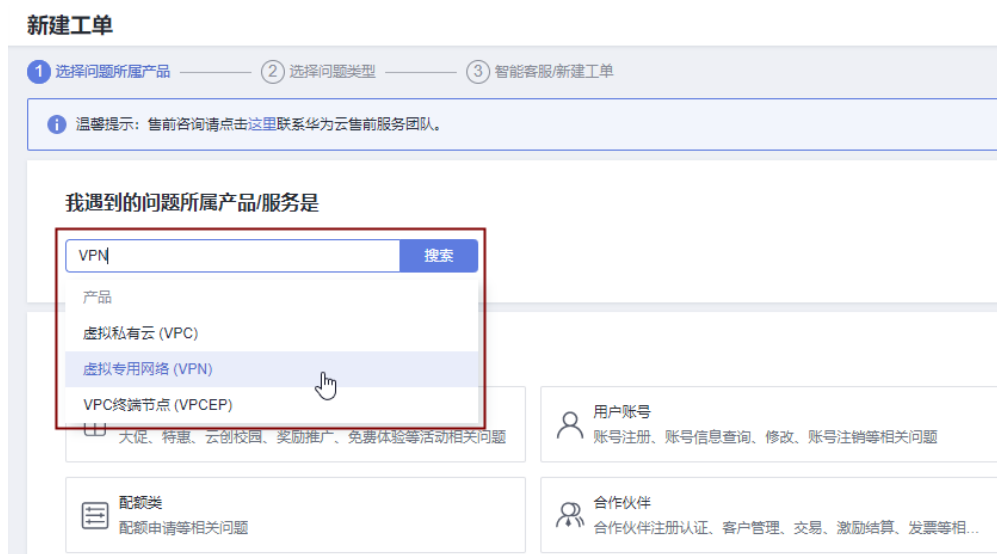 新建工单
1 选择问题所属产品 2 选择问题类型 3 智能客服/新建工单
温馨提示：售前咨询请点击这里联系华为云售前服务团队。
我遇到的问题所属产品/服务是
VPN 搜索
产品
虚拟私有云 (VPC)
虚拟专用网络 (VPN)
VPC终端节点 (VPCEP)
大促、特惠、云创校园、奖励推广、免费体验等活动相关问题
用户账号
账号注册、账号信息查询、修改、账号注销等相关问题
配额类
配额申请等相关问题
合作伙伴
合作伙伴注册认证、客户管理、交易、激励结算、发票等相...